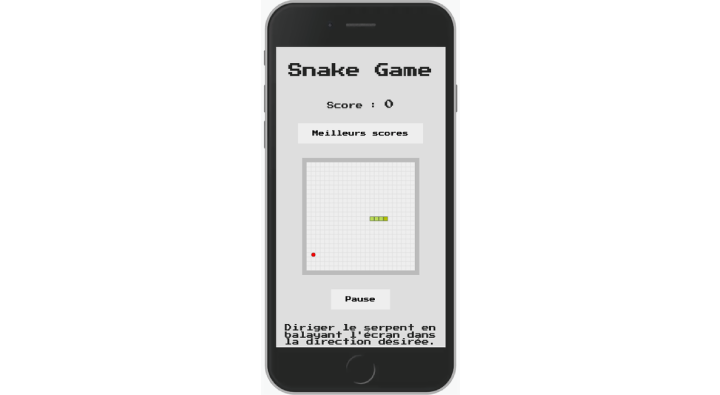 Snake Game
Score : 0
Meilleurs scores
Pause
Diriger le serpent en
balayant l'écran dans
la direction désirée.